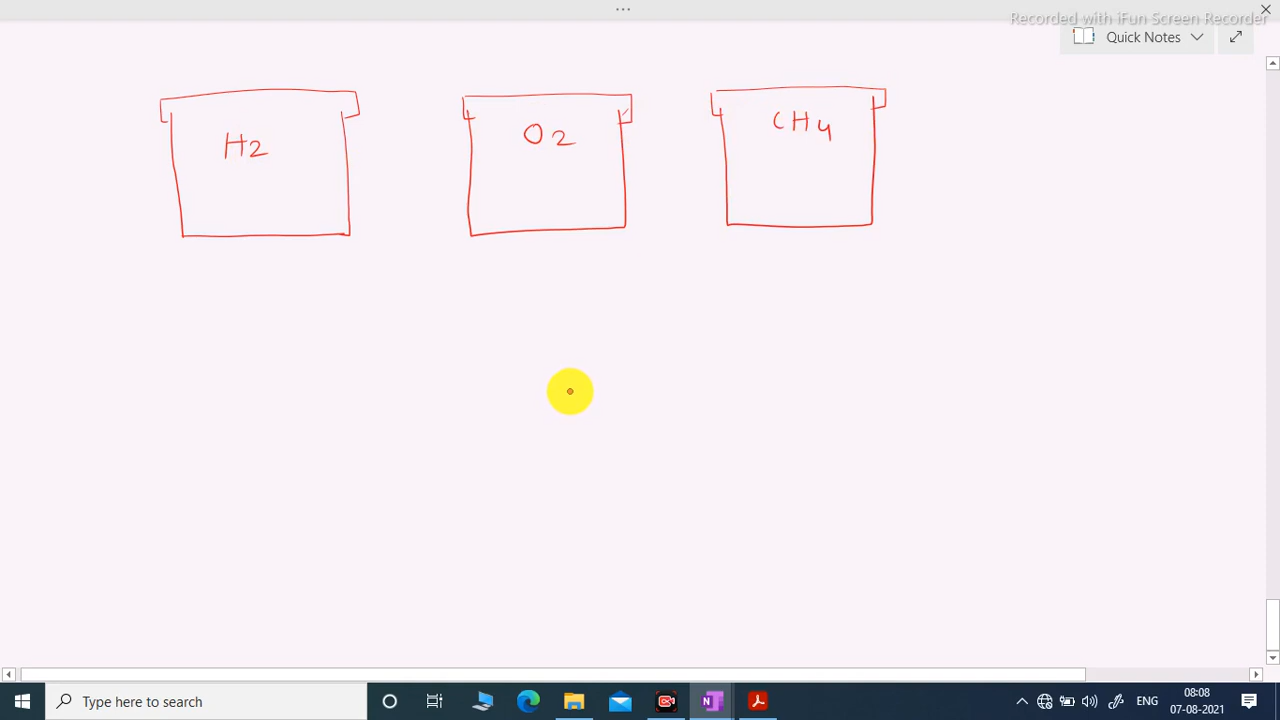 Recorded with iFun Screen Recorder
Quick Notes
H2
O2
CH4
Type here to search
ENG
08:08
07-08-2021